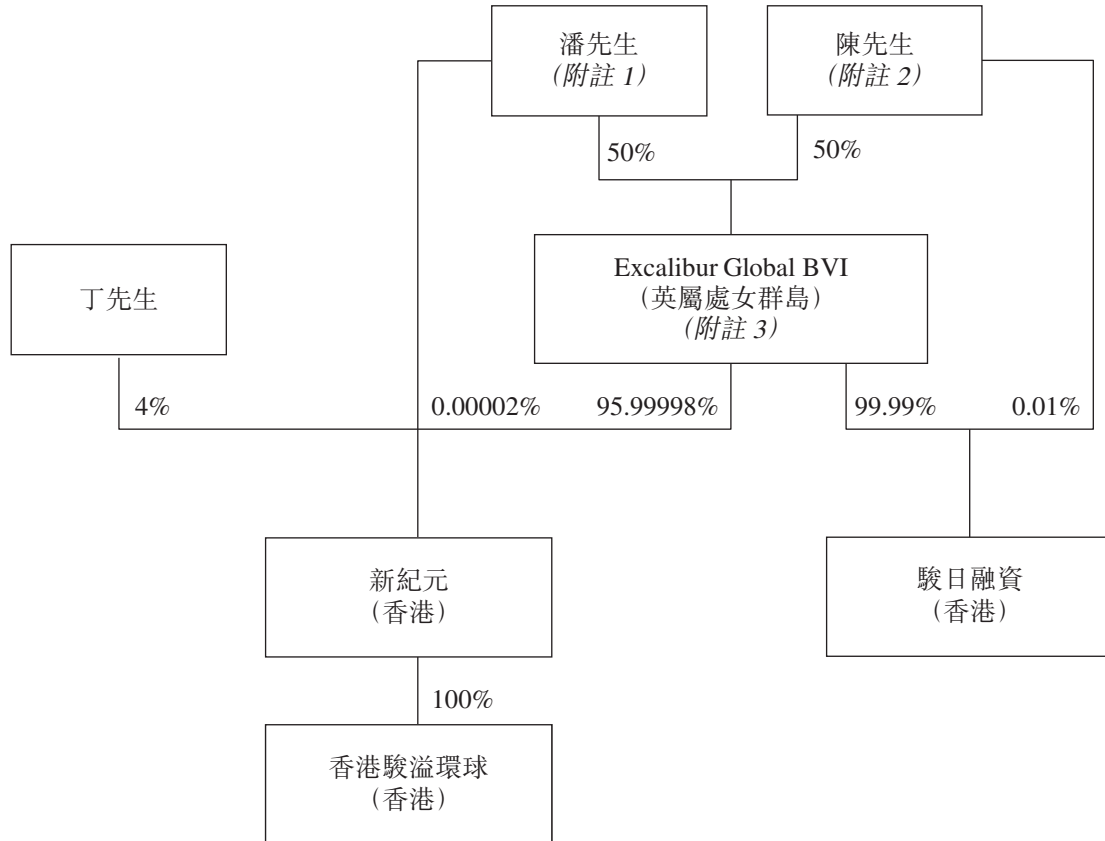 潘先生
（附註 1）
陳先生
（附註 2）
50%
50%
Excalibur Global BVI
（英屬處女群島）
（附註 3）
丁先生
4%
0.00002%
95.99998%
99.99%
0.01%
新紀元
（香港）
駿日融資
（香港）
100%
香港駿溢環球
（香港）